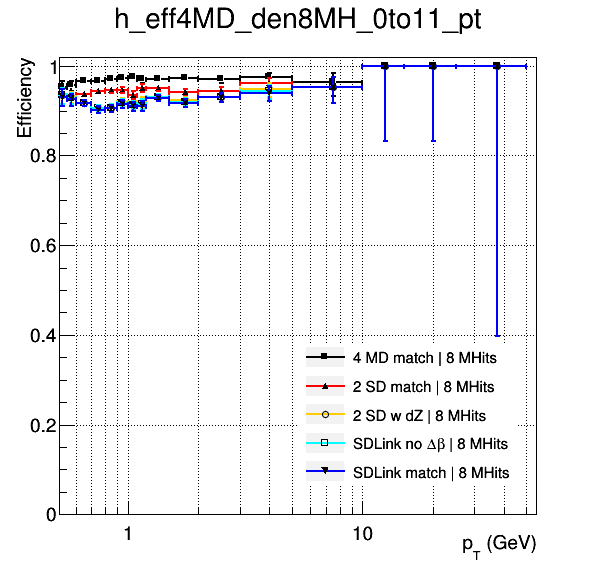 h_eff4MD_den8MH_0to11_pt
Efficiency
1
0.8
0.6
0.4
0.2
0
4 MD match | 8 MHits
2 SD match | 8 MHits
2 SD w dZ | 8 MHits
SDLink no Δβ | 8 MHits
SDLink match | 8 MHits
1
10
p_T (GeV)